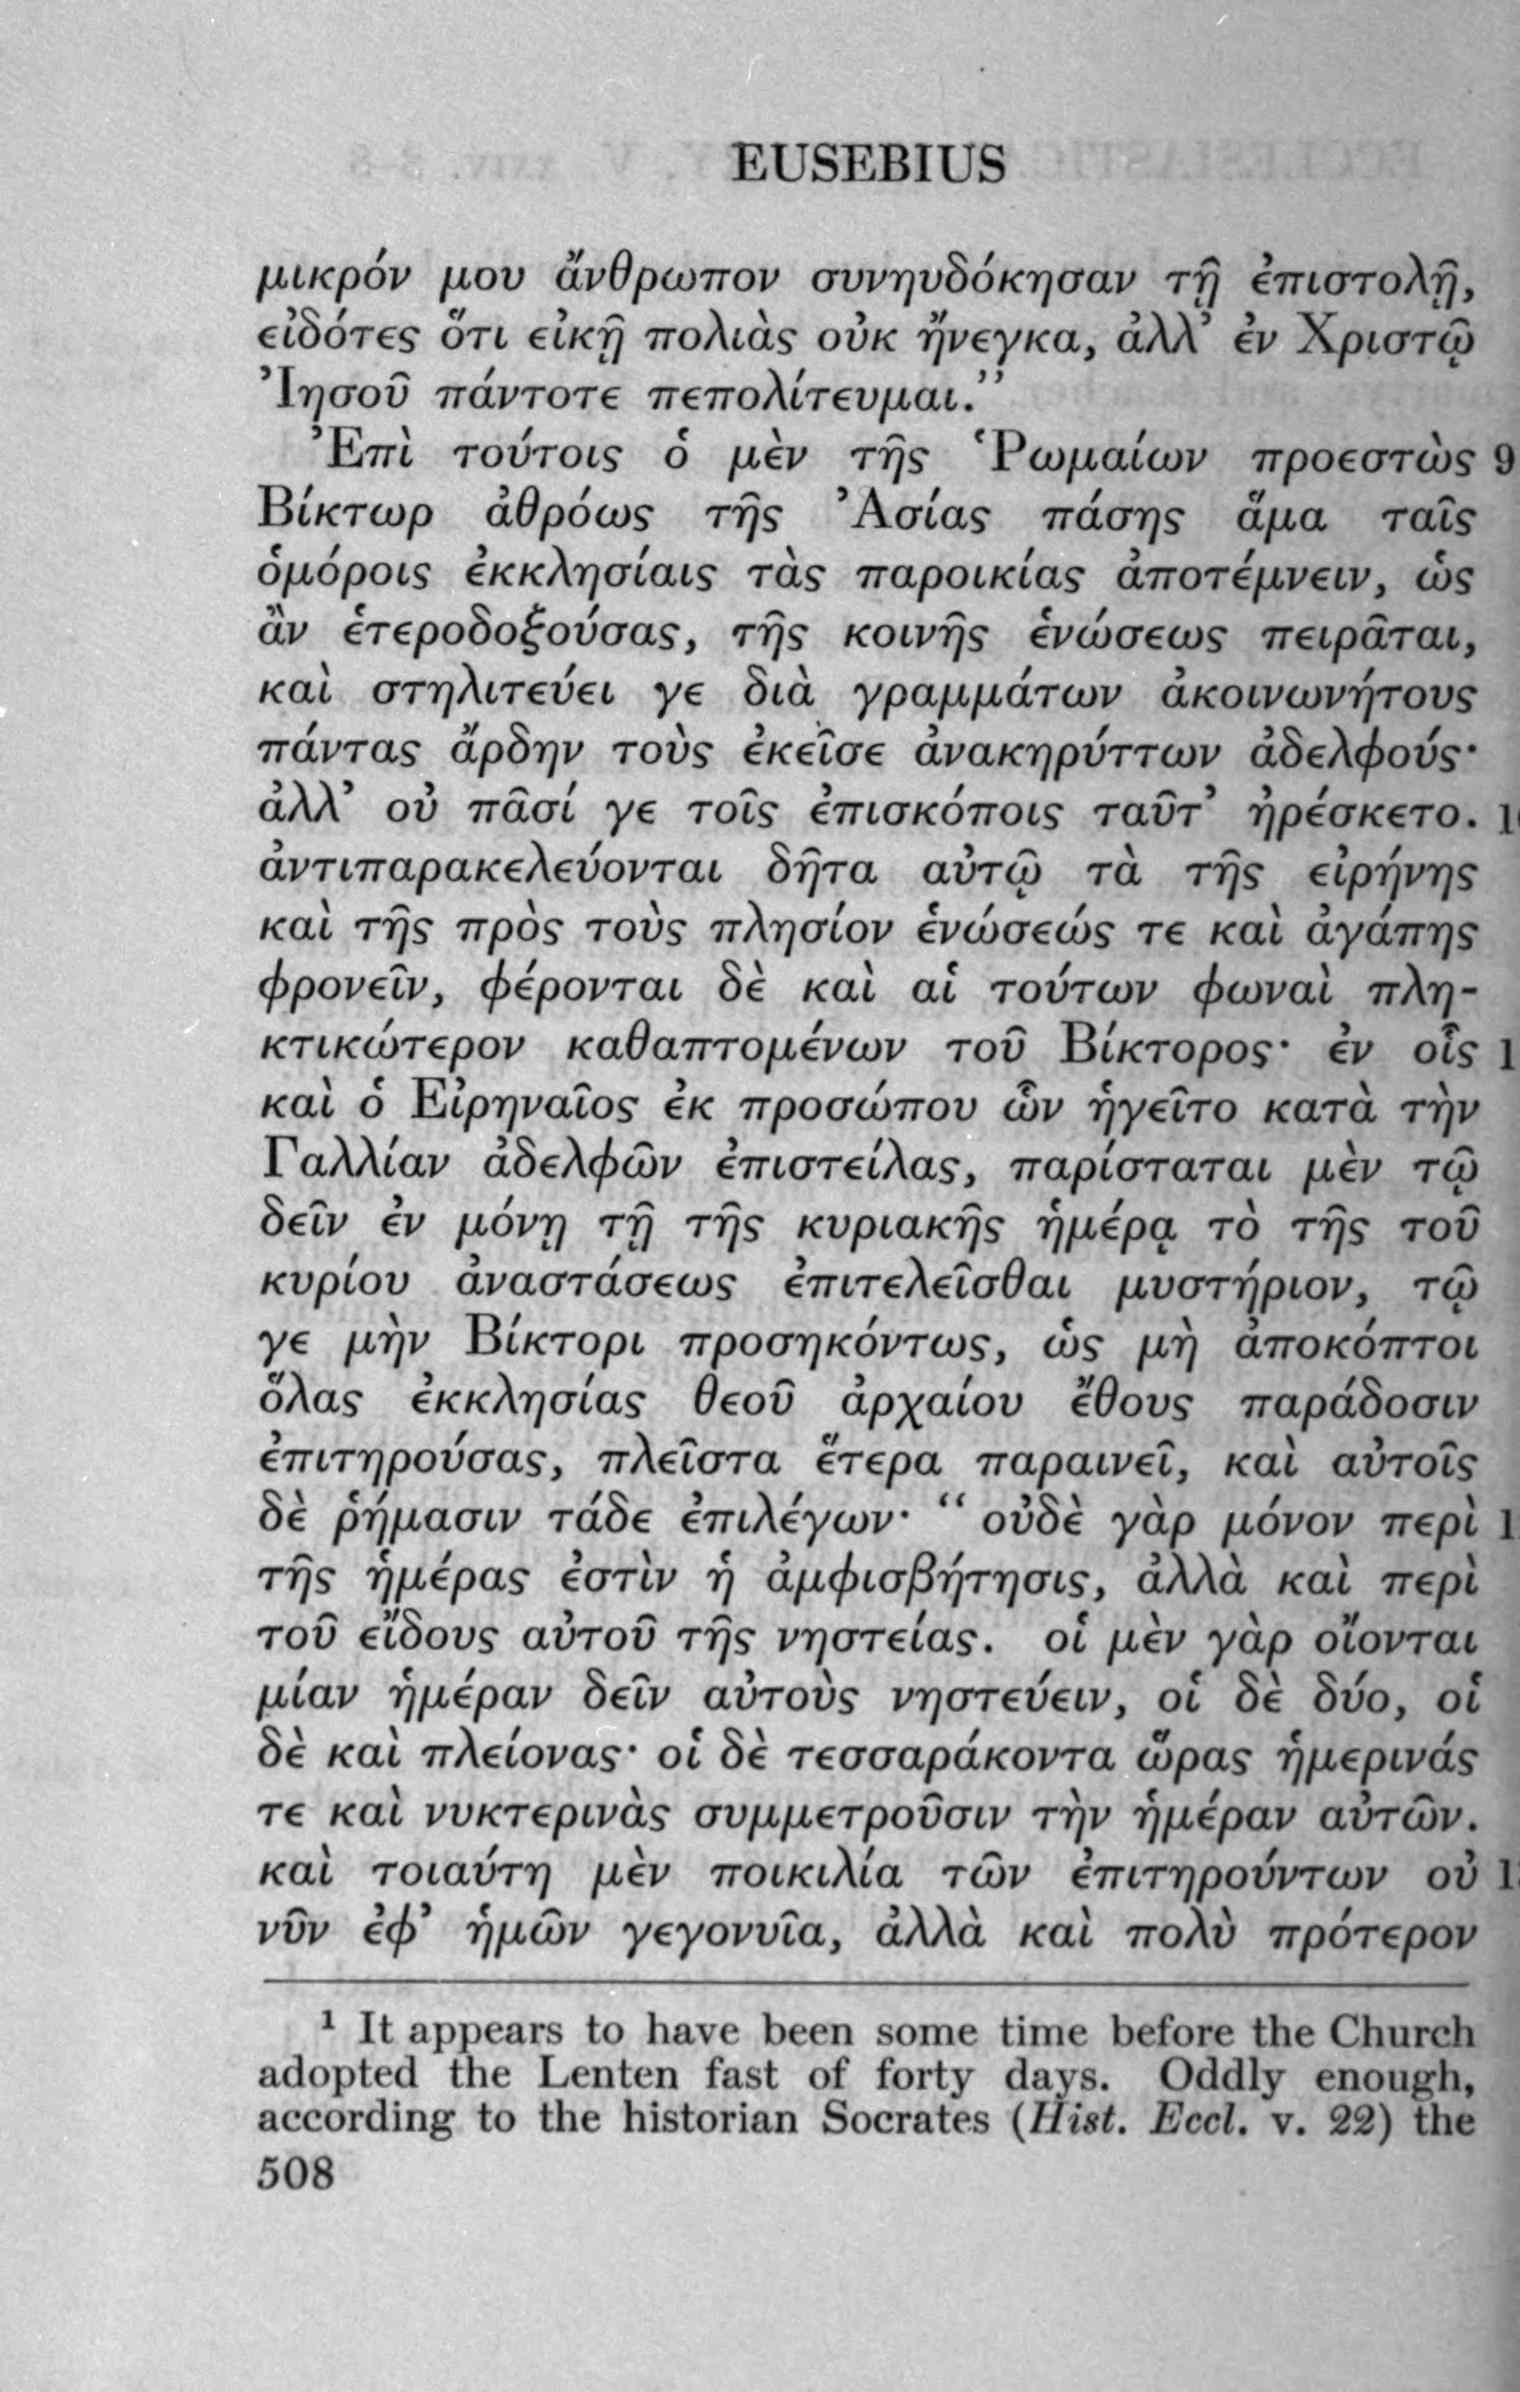 EUSEBIUS
μικρόν μου ἄνθρωπον συνηυδόκησαν τῇ ἐπιστολῇ,
εἰδότες ὅτι εἰκῇ πολιὰς οὐκ ἤνεγκα, ἀλλ’ ἐν Χριστῷ
Ἰησοῦ πάντοτε πεπολίτευμαι.”
Ἐπὶ τούτοις ὁ μὲν τῆς Ῥωμαίων προεστὼς 9
Βίκτωρ ἀθρόως τῆς Ἀσίας πάσης ἅμα ταῖς
ὁμόροις ἐκκλησίαις τὰς παροικίας ἀποτέμνειν, ὡς
ἂν ἑτεροδοξούσας, τῆς κοινῆς ἑνώσεως πειρᾶται,
καὶ στηλιτεύει γε διὰ γραμμάτων ἀκοινωνήτους
πάντας ἄρδην τοὺς ἐκεῖσε ἀνακηρύττων ἀδελφούς·
ἀλλ’ οὐ πᾶσί γε τοῖς ἐπισκόποις ταῦτ’ ἠρέσκετο.
ἀντιπαρακελεύονται δῆτα αὐτῷ τὰ τῆς εἰρήνης
καὶ τῆς πρὸς τοὺς πλησίον ἑνώσεώς τε καὶ ἀγάπης
φρονεῖν, φέρονται δὲ καὶ αἱ τούτων φωναὶ πλη-
κτικώτερον καθαπτομένων τοῦ Βίκτορος· ἐν οἷς
καὶ ὁ Εἰρηναῖος ἐκ προσώπου ὧν ἡγεῖτο κατὰ τὴν
Γαλλίαν ἀδελφῶν ἐπιστείλας, παρίσταται μὲν τῷ
δεῖν ἐν μόνῃ τῇ τῆς κυριακῆς ἡμέρᾳ τὸ τῆς τοῦ
κυρίου ἀναστάσεως ἐπιτελεῖσθαι μυστήριον, τῷ
γε μὴν Βίκτορι προσηκόντως, ὡς μὴ ἀποκόπτοι
ὅλας ἐκκλησίας θεοῦ ἀρχαίου ἔθους παράδοσιν
ἐπιτηρούσας, πλεῖστα ἕτερα παραινεῖ, καὶ αὐτοῖς
δὲ ῥήμασιν τάδε ἐπιλέγων· “ οὐδὲ γὰρ μόνον περὶ
τῆς ἡμέρας ἐστὶν ἡ ἀμφισβήτησις, ἀλλὰ καὶ περὶ
τοῦ εἴδους αὐτοῦ τῆς νηστείας. οἱ μὲν γὰρ οἴονται
μίαν ἡμέραν δεῖν αὐτοὺς νηστεύειν, οἱ δὲ δύο, οἱ
δὲ καὶ πλείονας· οἱ δὲ τεσσαράκοντα ὥρας ἡμερινάς
τε καὶ νυκτερινὰς συμμετροῦσιν τὴν ἡμέραν αὐτῶν.
καὶ τοιαύτη μὲν ποικιλία τῶν ἐπιτηρούντων οὐ
νῦν ἐφ’ ἡμῶν γεγονυῖα, ἀλλὰ καὶ πολὺ πρότερον
¹ It appears to have been some time before the Church
adopted the Lenten fast of forty days. Oddly enough,
according to the historian Socrates (Hist. Eccl. v. 22) the
508